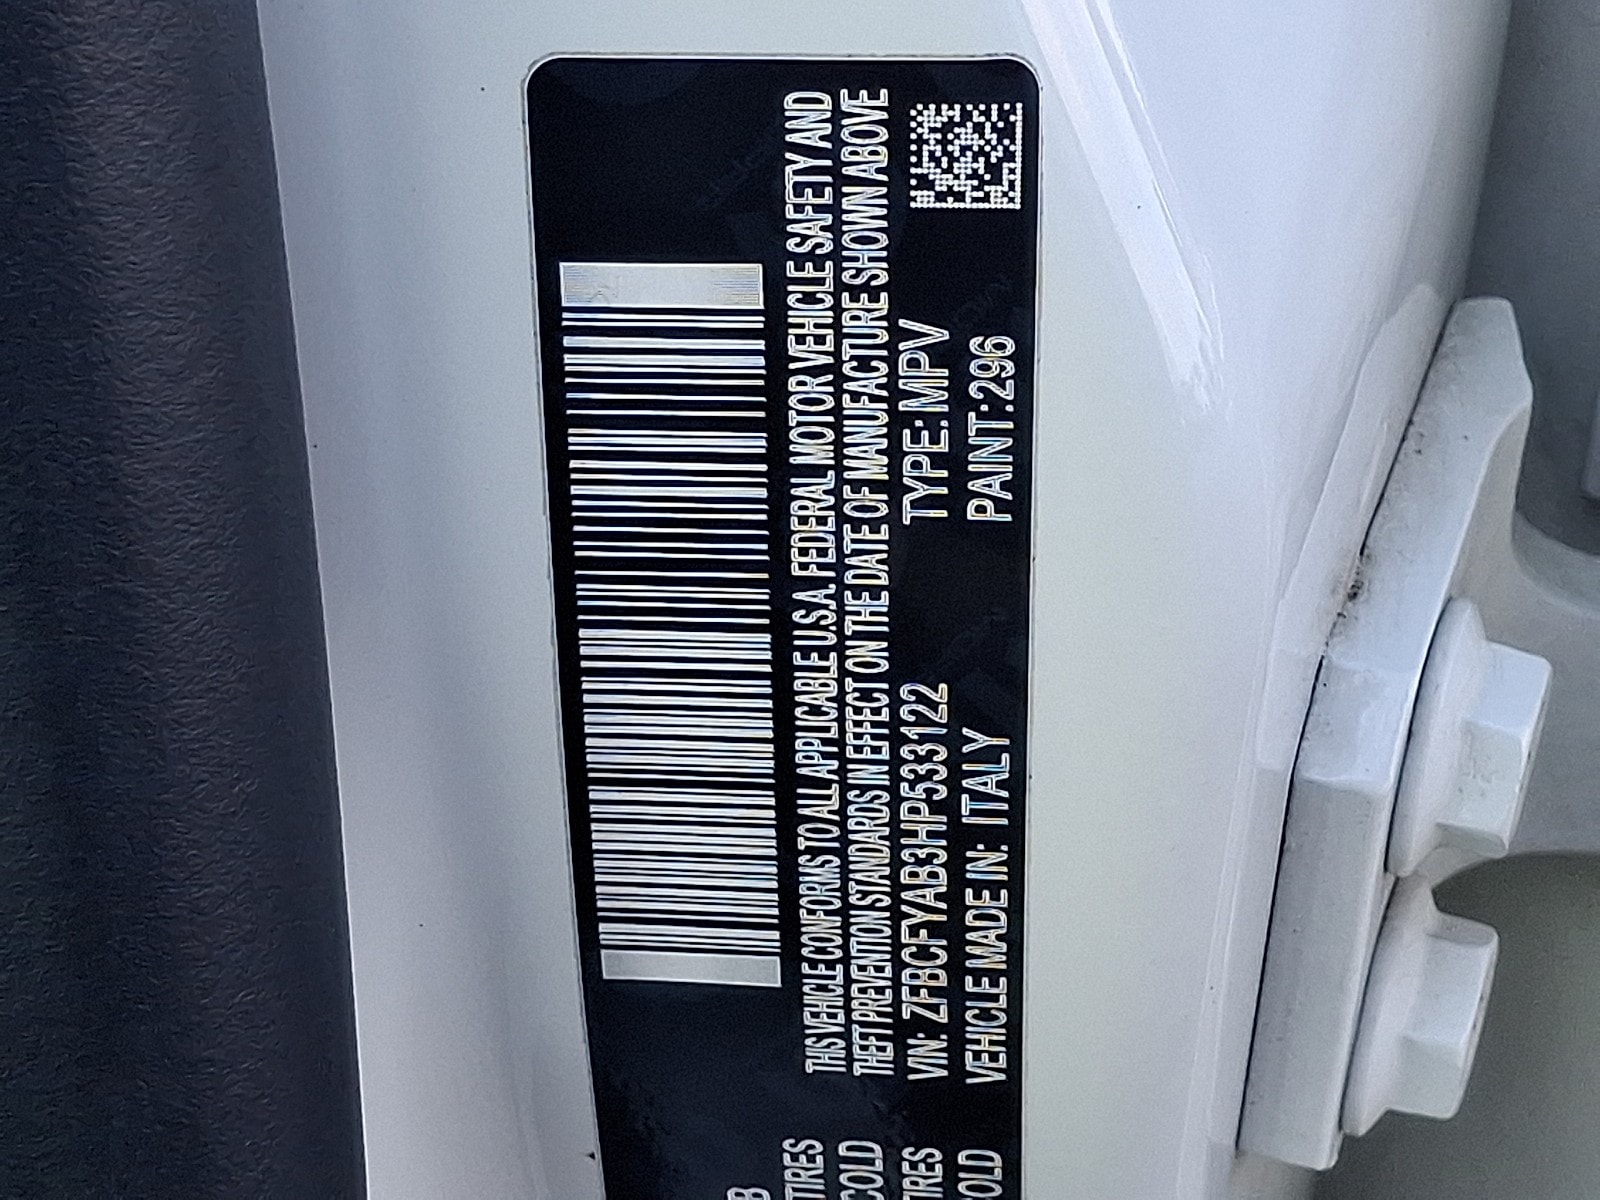 THIS VEHICLE CONFORMS TO ALL APPLICABLE U.S.A. FEDERAL MOTOR VEHICLE SAFETY AND
THEFT PREVENTION STANDARDS IN EFFECT ON THE DATE OF MANUFACTURE SHOWN ABOVE
VIN: ZFBCFYAB3HP533122 TYPE: MPV
VEHICLE MADE IN: ITALY PAINT: 296
B
TIRES
COLD
TIRES
COLD